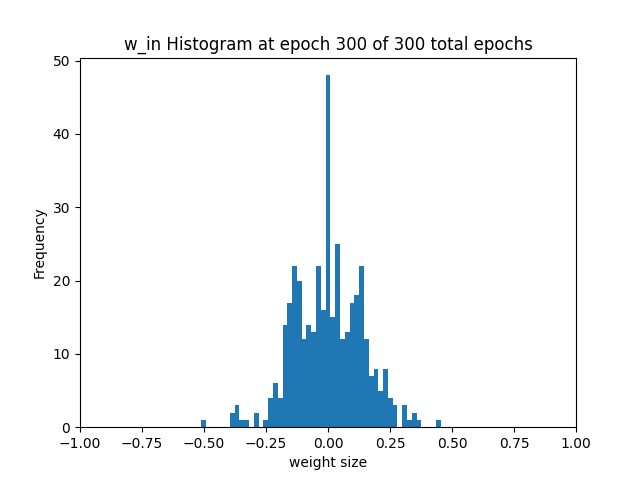 w_in Histogram at epoch 300 of 300 total epochs
50
40
30
20
10
0
Frequency
−1.00 −0.75 −0.50 −0.25 0.00 0.25 0.50 0.75 1.00
weight size